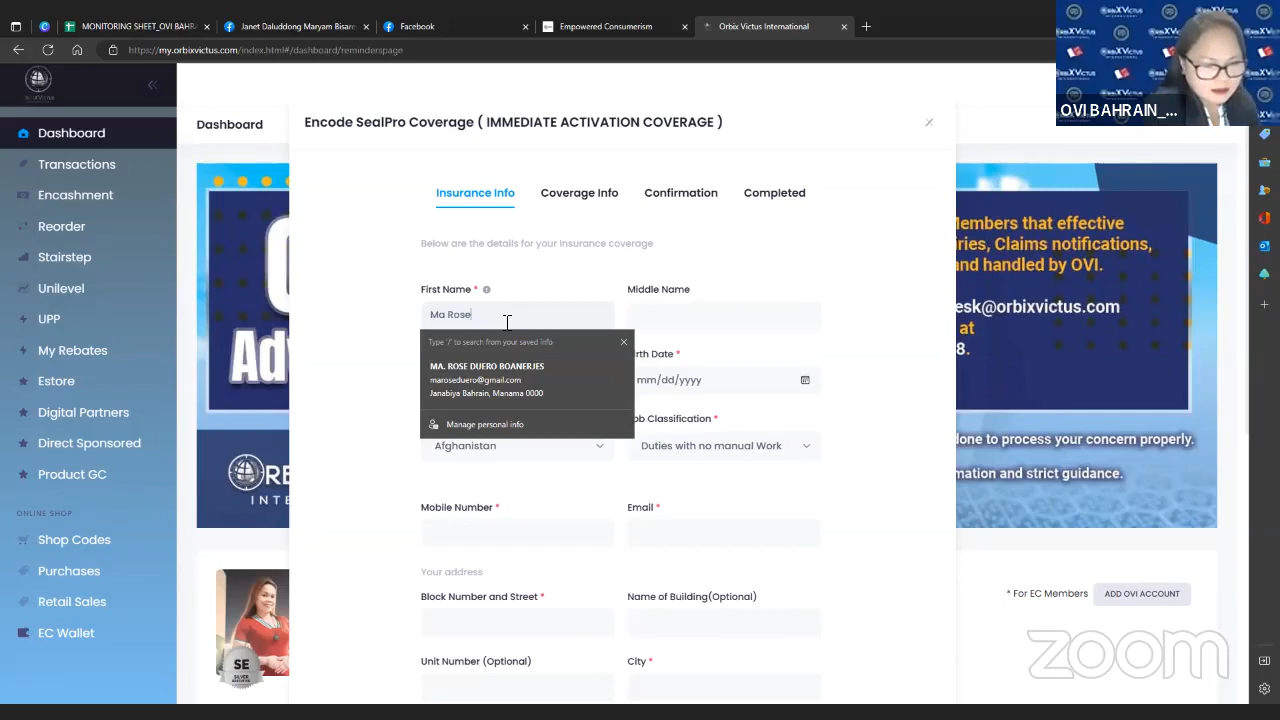 MONITORING SHEET_OVI BAHR
Janet Daluddong Moreno Bisare
Facebook
Empowered Consumerism
Orbix Victus International
https://my.orbixvictus.com/index.html#/dashboard/reminderspage
OVI BAHRAIN_...
Dashboard
Transactions
My Orders
Reorder
Stairstep
Unilevel
UPP
My Rebates
Estore
Digital Partners
Direct Sponsored
Product GC
ONLINE SHOP
Shop Codes
Purchases
Retail Sales
EC Wallet
Dashboard
Encode SealPro Coverage ( IMMEDIATE ACTIVATION COVERAGE )
Insurance Info
Coverage Info
Confirmation
Completed
Below are the details for your Insurance coverage
First Name *
Middle Name
Ma Rose
Type '/' to search from your saved info
MA. ROSE DUERO BOANERJES
maroseduero@gmail.com
Janabiya Bahrain, Manama 0000
Manage personal info
irth Date *
mm/dd/yyyy
ob Classification *
Afghanistan
Duties with no manual Work
Mobile Number *
Email *
Your address
Block Number and Street *
Name of Building(Optional)
Unit Number (Optional)
City *
Members that effective
ries, Claims notifications,
and handled by OVI.
esk@orbixvictus.com
at
8.
done to process your concern properly.
mation and strict guidance.
Adv
RE
INTE
SE
SILVER EXECUTIVE
* For EC Members
ADD OVI ACCOUNT
zoom